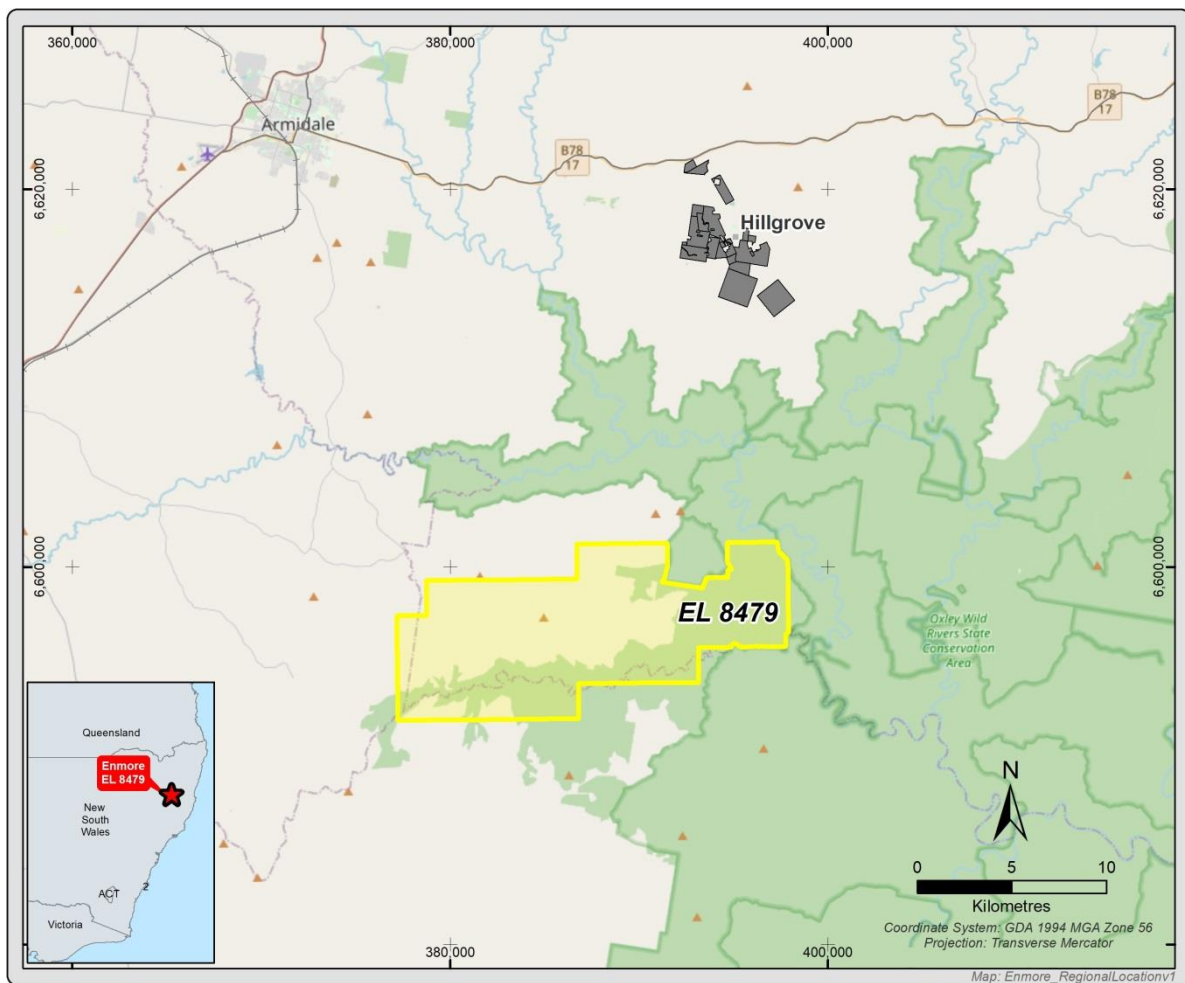 360,000
380,000
400,000
Armidale
B78
17
B78
17
6,620,000
6,620,000
Hillgrove
6,600,000
6,600,000
EL 8479
Oxley Wild
Rivers State
Conservation
Area
Queensland
Enmore
EL 8479
New
South
Wales
ACT
2
Victoria
N
0
5
10
Kilometres
Coordinate System: GDA 1994 MGA Zone 56
Projection: Transverse Mercator
380,000
400,000
Map: Enmore_RegionalLocationv1